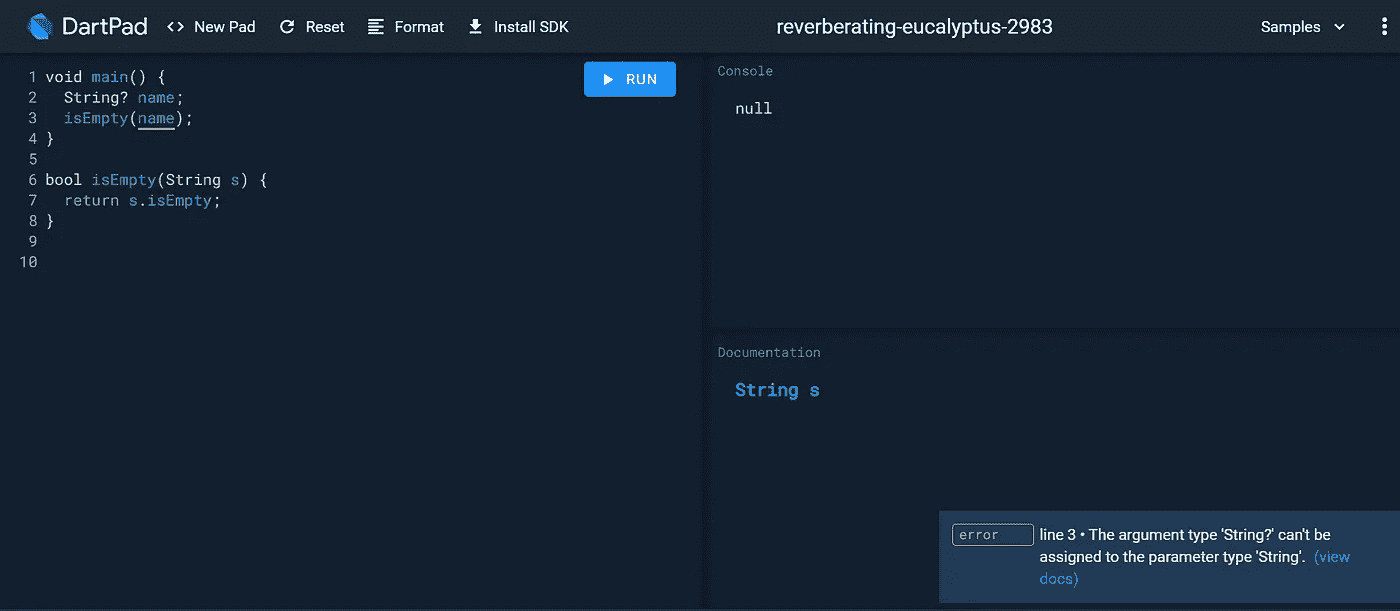 DartPad <> New Pad Reset Format Install SDK reverberating-eucalyptus-2983 Samples
RUN
1 void main() {
2   String? name;
3   isEmpty(name);
4 }
5
6 bool isEmpty(String s) {
7   return s.isEmpty;
8 }
9
10
Console
null
Documentation
String s
error line 3 • The argument type 'String?' can't be
assigned to the parameter type 'String'. (view
docs)